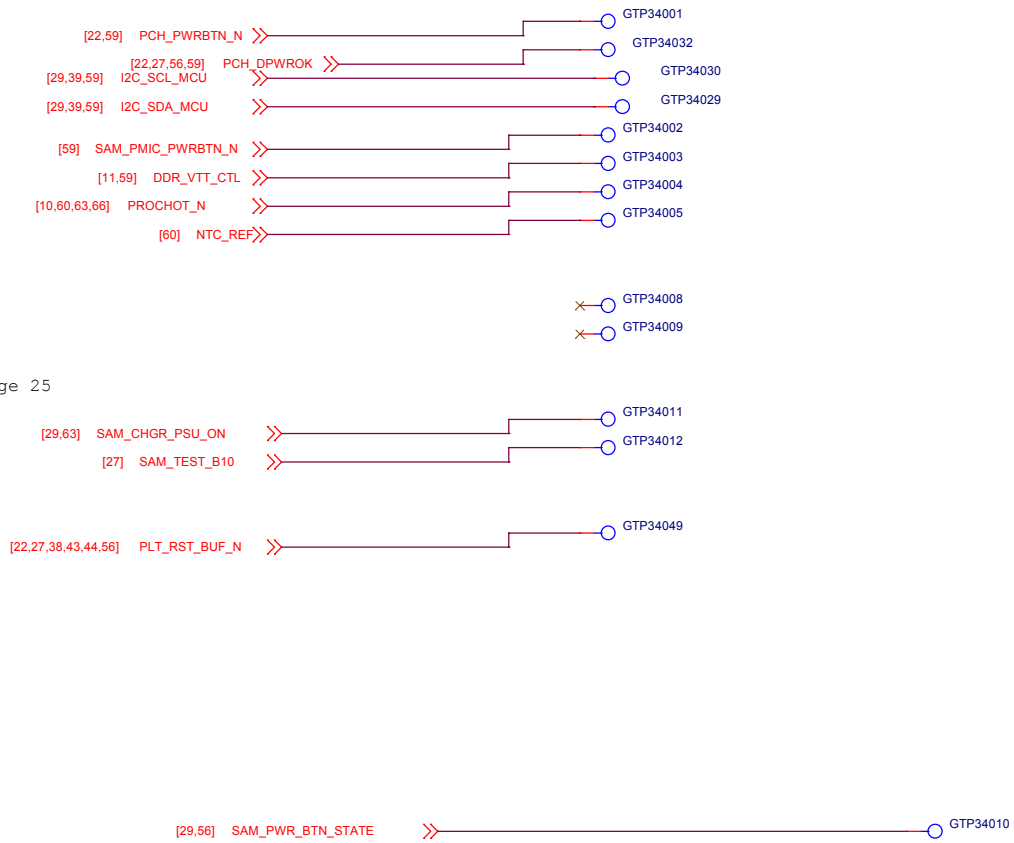 GTP34001
[22,59] PCH_PWRBTN_N
GTP34032
[22,27,56,59] PCH_DPWROK
GTP34030
[29,39,59] I2C_SCL_MCU
GTP34029
[29,39,59] I2C_SDA_MCU
GTP34002
[59] SAM_PMIC_PWRBTN_N
GTP34003
[11,59] DDR_VTT_CTL
GTP34004
[10,60,63,66] PROCHOT_N
GTP34005
[60] NTC_REF
GTP34008
GTP34009
ge 25
GTP34011
[29,63] SAM_CHGR_PSU_ON
GTP34012
[27] SAM_TEST_B10
GTP34049
[22,27,38,43,44,56] PLT_RST_BUF_N
GTP34010
[29,56] SAM_PWR_BTN_STATE